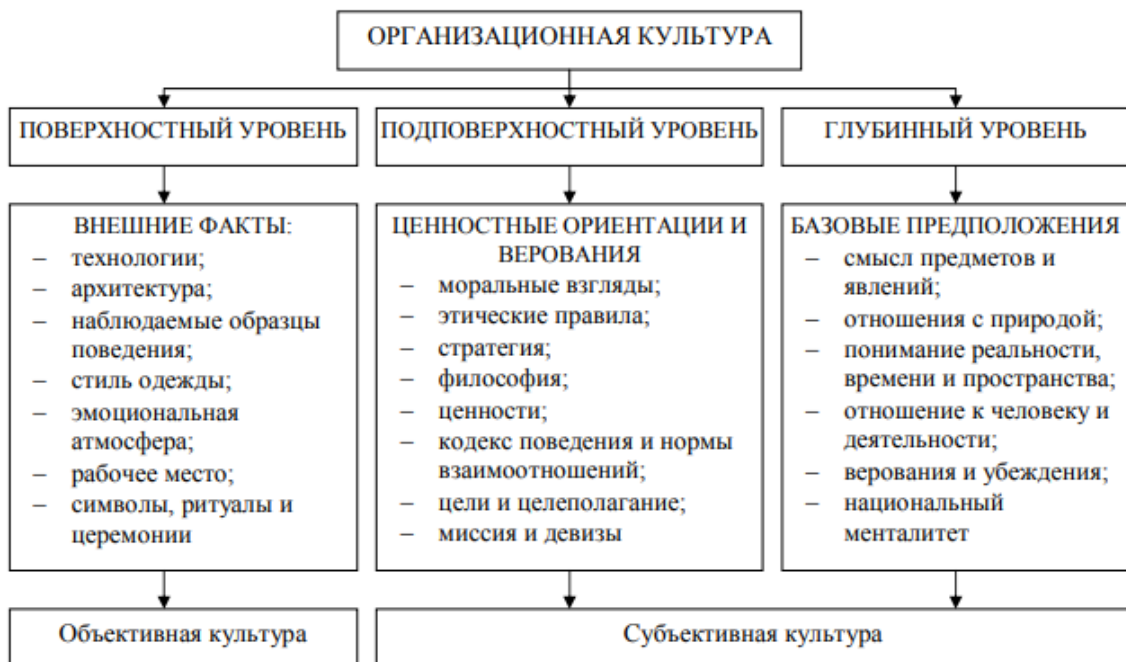 ОРГАНИЗАЦИОННАЯ КУЛЬТУРА
ПОВЕРХНОСТНЫЙ УРОВЕНЬ
ПОДПОВЕРХНОСТНЫЙ УРОВЕНЬ
ГЛУБИННЫЙ УРОВЕНЬ
ВНЕШНИЕ ФАКТЫ:
– технологии;
– архитектура;
– наблюдаемые образцы
поведения;
– стиль одежды;
– эмоциональная
атмосфера;
– рабочее место;
– символы, ритуалы и
церемонии
ЦЕННОСТНЫЕ ОРИЕНТАЦИИ И
ВЕРОВАНИЯ
– моральные взгляды;
– этические правила;
– стратегия;
– философия;
– ценности;
– кодекс поведения и нормы
взаимоотношений;
– цели и целеполагание;
– миссия и девизы
БАЗОВЫЕ ПРЕДПОЛОЖЕНИЯ
– смысл предметов и
явлений;
– отношения с природой;
– понимание реальности,
времени и пространства;
– отношение к человеку и
деятельности;
– верования и убеждения;
– национальный
менталитет
Объективная культура
Субъективная культура